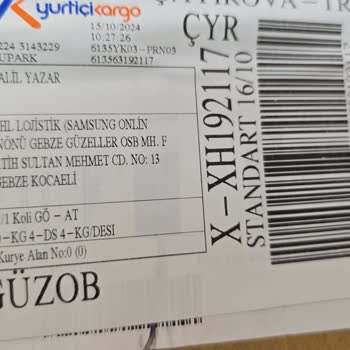 yurtiçikargo
15/10/2024
10:27:26
224 3143229
6135YK03-PRN03
UPARK
613563192117
ÇYR
ALİL YAZAR
HL LOJİSTİK (SAMSUNG ONLİN
NÖNÜ GEBZE GÜZELLER OSB MH. F
TİH SULTAN MEHMET CD. NO: 13
GEBZE KOCAELİ
/1 Koli GÖ - AT
-KG 4-DS 4-KG/DESI
Kurye Alan No:0 (0)
GÜZOB
X-XH192117
STANDART 16/10